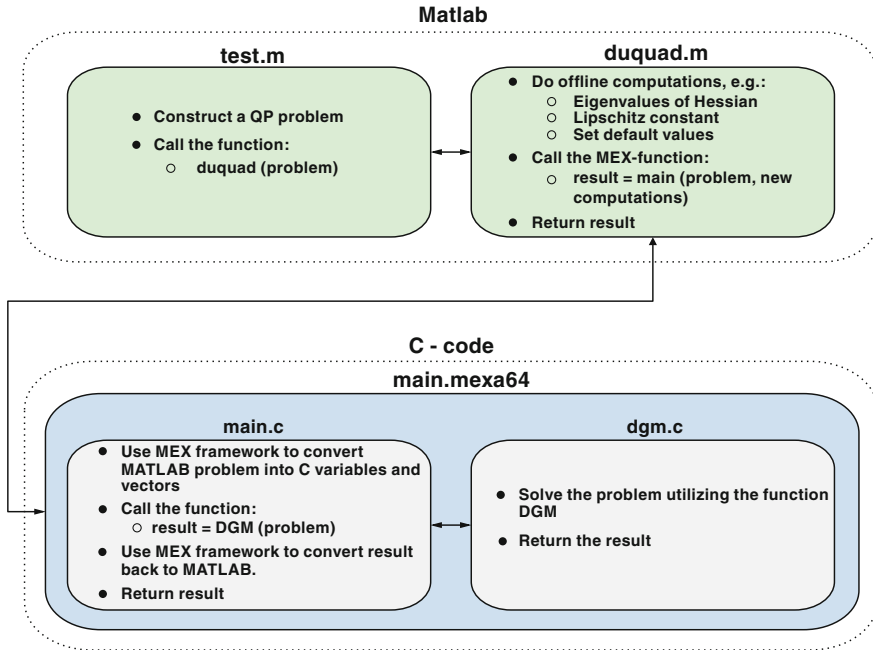 Matlab
test.m
● Construct a QP problem
● Call the function:
○ duquad (problem)
duquad.m
● Do offline computations, e.g.:
○ Eigenvalues of Hessian
○ Lipschitz constant
○ Set default values
● Call the MEX-function:
○ result = main (problem, new
computations)
● Return result
C - code
main.mexa64
main.c
● Use MEX framework to convert
MATLAB problem into C variables and
vectors
● Call the function:
○ result = DGM (problem)
● Use MEX framework to convert result
back to MATLAB.
● Return result
dgm.c
● Solve the problem utilizing the function
DGM
● Return the result